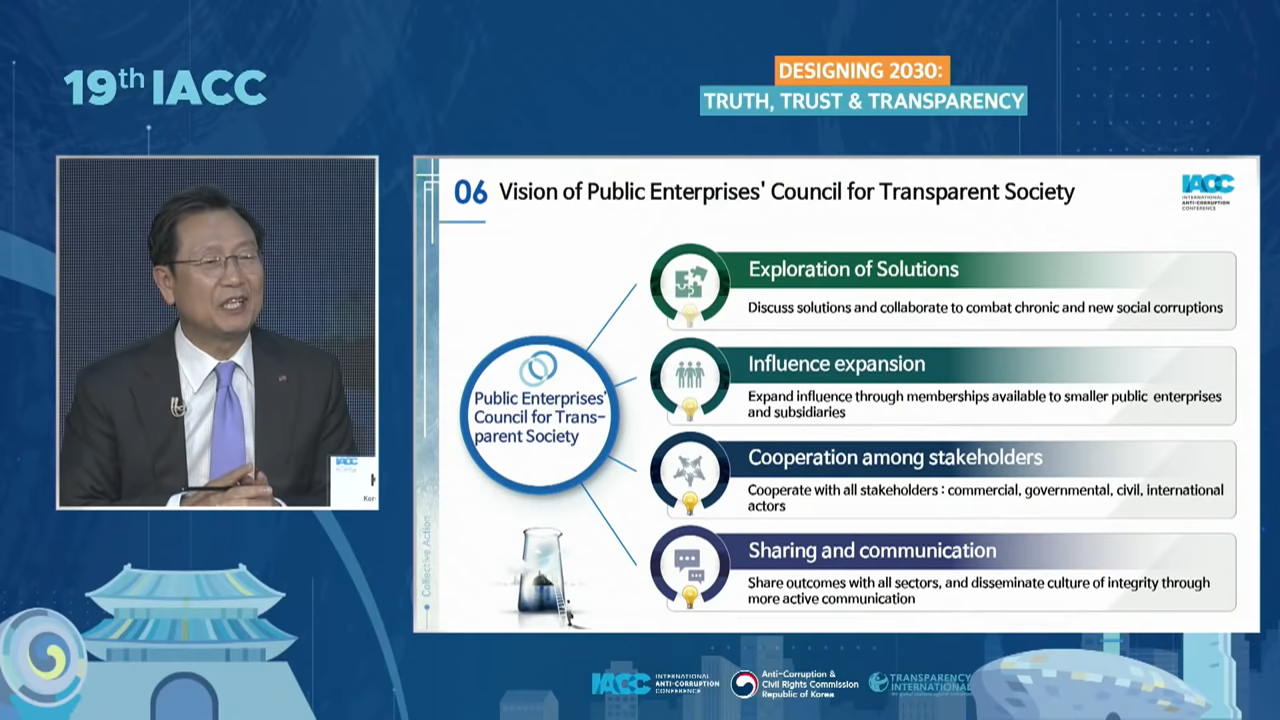 19th IACC
DESIGNING 2030:
TRUTH, TRUST & TRANSPARENCY
06 Vision of Public Enterprises' Council for Transparent Society
IACC
INTERNATIONAL
ANTI-CORRUPTION
CONFERENCE
Public Enterprises'
Council for Trans-
parent Society
Exploration of Solutions
Discuss solutions and collaborate to combat chronic and new social corruptions
Influence expansion
Expand influence through memberships available to smaller public enterprises
and subsidiaries
Cooperation among stakeholders
Cooperate with all stakeholders : commercial, governmental, civil, international
actors
Sharing and communication
Share outcomes with all sectors, and disseminate culture of integrity through
more active communication
Collective Action
IACC
IACC
INTERNATIONAL
ANTI-CORRUPTION
CONFERENCE
Anti-Corruption &
Civil Rights Commission
Republic of Korea
TRANSPARENCY
INTERNATIONAL